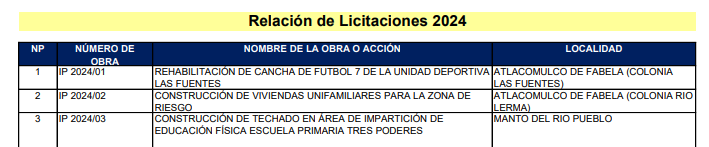 Relación de Licitaciones 2024
NP NÚMERO DE OBRA NOMBRE DE LA OBRA O ACCIÓN LOCALIDAD
1 IP 2024/01 REHABILITACIÓN DE CANCHA DE FUTBOL 7 DE LA UNIDAD DEPORTIVA ATLACOMULCO DE FABELA (COLONIA
LAS FUENTES LAS FUENTES)
2 IP 2024/02 CONSTRUCCIÓN DE VIVIENDAS UNIFAMILIARES PARA LA ZONA DE ATLACOMULCO DE FABELA (COLONIA RIO
RIESGO LERMA)
3 IP 2024/03 CONSTRUCCIÓN DE TECHADO EN ÁREA DE IMPARTICIÓN DE MANTO DEL RIO PUEBLO
EDUCACIÓN FÍSICA ESCUELA PRIMARIA TRES PODERES